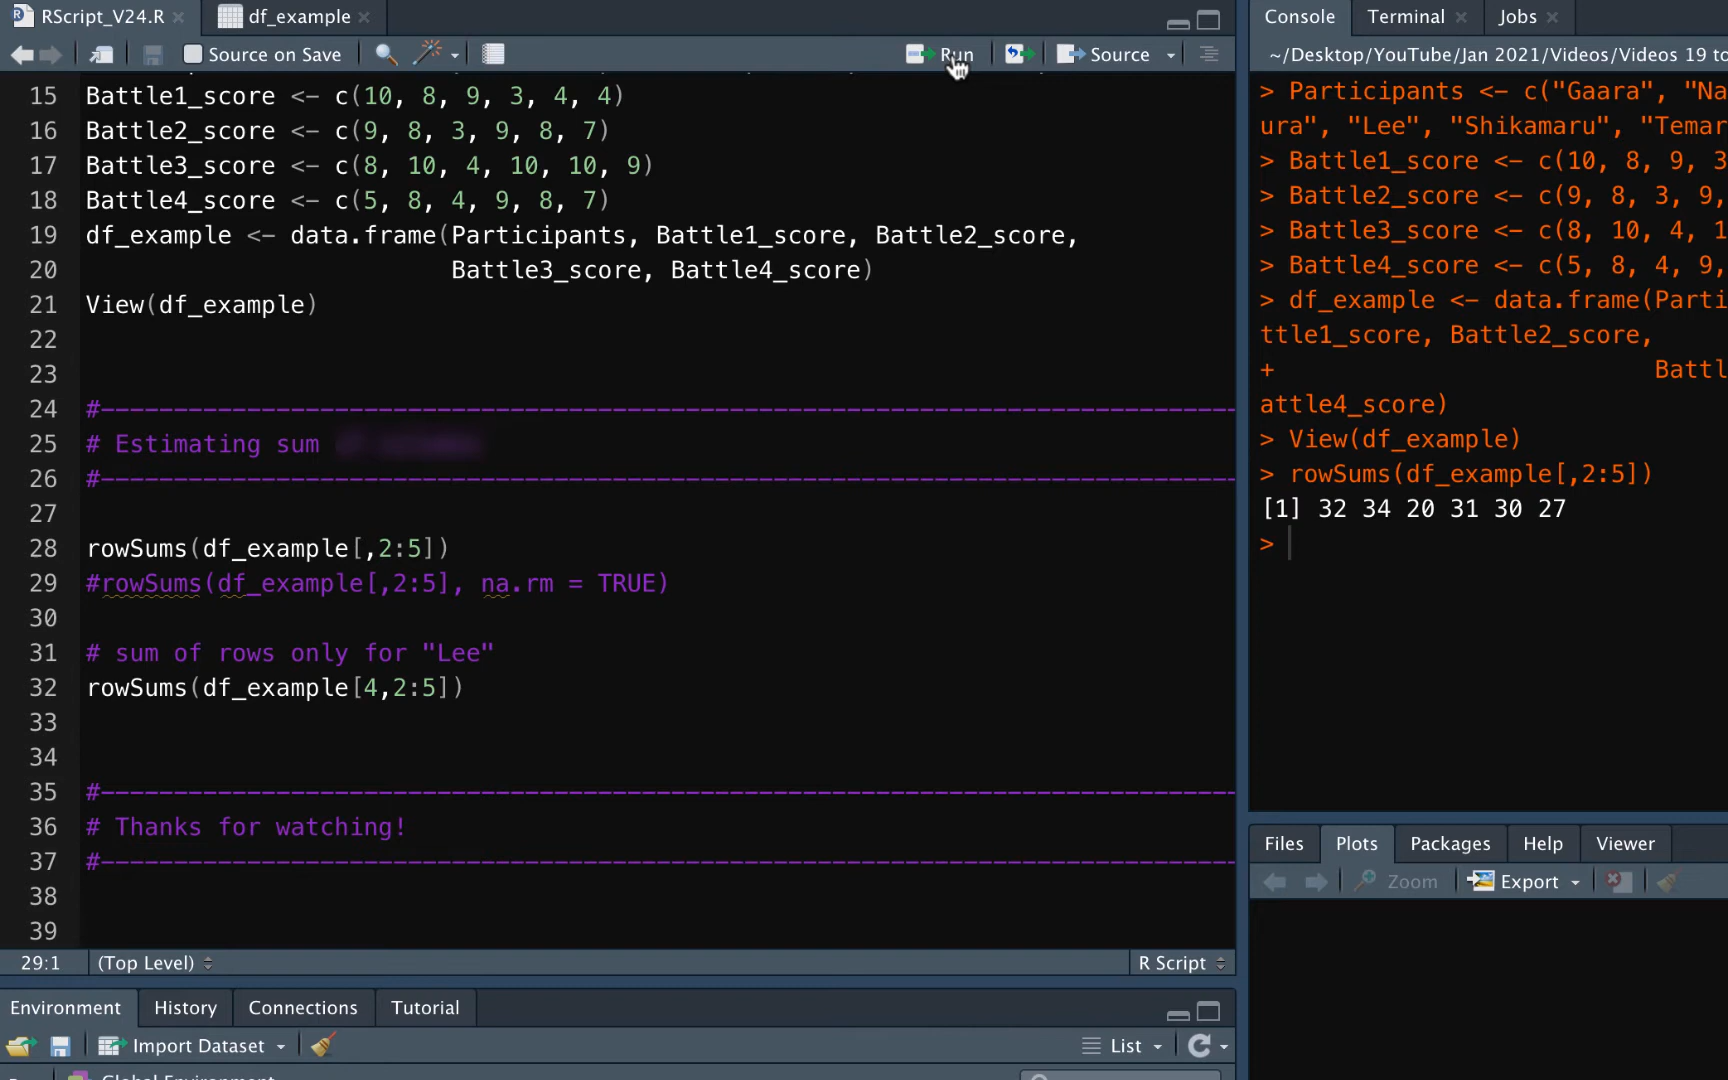 RScript_V24.R
df_example
Source on Save
Run
Source
15 Battle1_score <- c(10, 8, 9, 3, 4, 4)
16 Battle2_score <- c(9, 8, 3, 9, 8, 7)
17 Battle3_score <- c(8, 10, 4, 10, 10, 9)
18 Battle4_score <- c(5, 8, 4, 9, 8, 7)
19 df_example <- data.frame(Participants, Battle1_score, Battle2_score,
20 Battle3_score, Battle4_score)
21 View(df_example)
22
23
24 #------------------------------------------------------------------------------
25 # Estimating sum
26 #------------------------------------------------------------------------------
27
28 rowSums(df_example[,2:5])
29 #rowSums(df_example[,2:5], na.rm = TRUE)
30
31 # sum of rows only for "Lee"
32 rowSums(df_example[4,2:5])
33
34
35 #------------------------------------------------------------------------------
36 # Thanks for watching!
37 #------------------------------------------------------------------------------
38
39
29:1 (Top Level) R Script
Environment History Connections Tutorial
Import Dataset List
Global Environment
Console Terminal Jobs
~/Desktop/YouTube/Jan 2021/Videos/Videos 19 to
> Participants <- c("Gaara", "Na
ura", "Lee", "Shikamaru", "Temar
> Battle1_score <- c(10, 8, 9, 3
> Battle2_score <- c(9, 8, 3, 9,
> Battle3_score <- c(8, 10, 4, 1
> Battle4_score <- c(5, 8, 4, 9,
> df_example <- data.frame(Parti
ttle1_score, Battle2_score,
+ Battl
attle4_score)
> View(df_example)
> rowSums(df_example[,2:5])
[1] 32 34 20 31 30 27
>
Files Plots Packages Help Viewer
Zoom Export